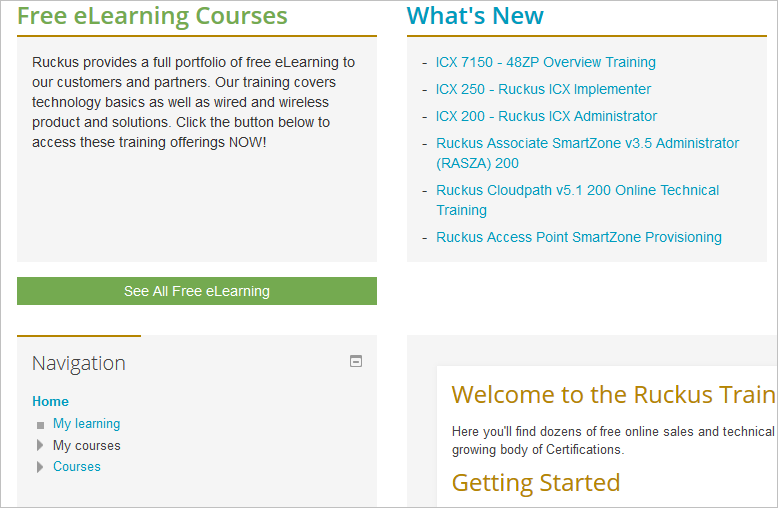 Free eLearning Courses
Ruckus provides a full portfolio of free eLearning to
our customers and partners. Our training covers
technology basics as well as wired and wireless
product and solutions. Click the button below to
access these training offerings NOW!
See All Free eLearning
What's New
- ICX 7150 - 48ZP Overview Training
- ICX 250 - Ruckus ICX Implementer
- ICX 200 - Ruckus ICX Administrator
- Ruckus Associate SmartZone v3.5 Administrator
(RASZA) 200
- Ruckus Cloudpath v5.1 200 Online Technical
Training
- Ruckus Access Point SmartZone Provisioning
Navigation
Home
My learning
My courses
Courses
Welcome to the Ruckus Train
Here you'll find dozens of free online sales and technical
growing body of Certifications.
Getting Started